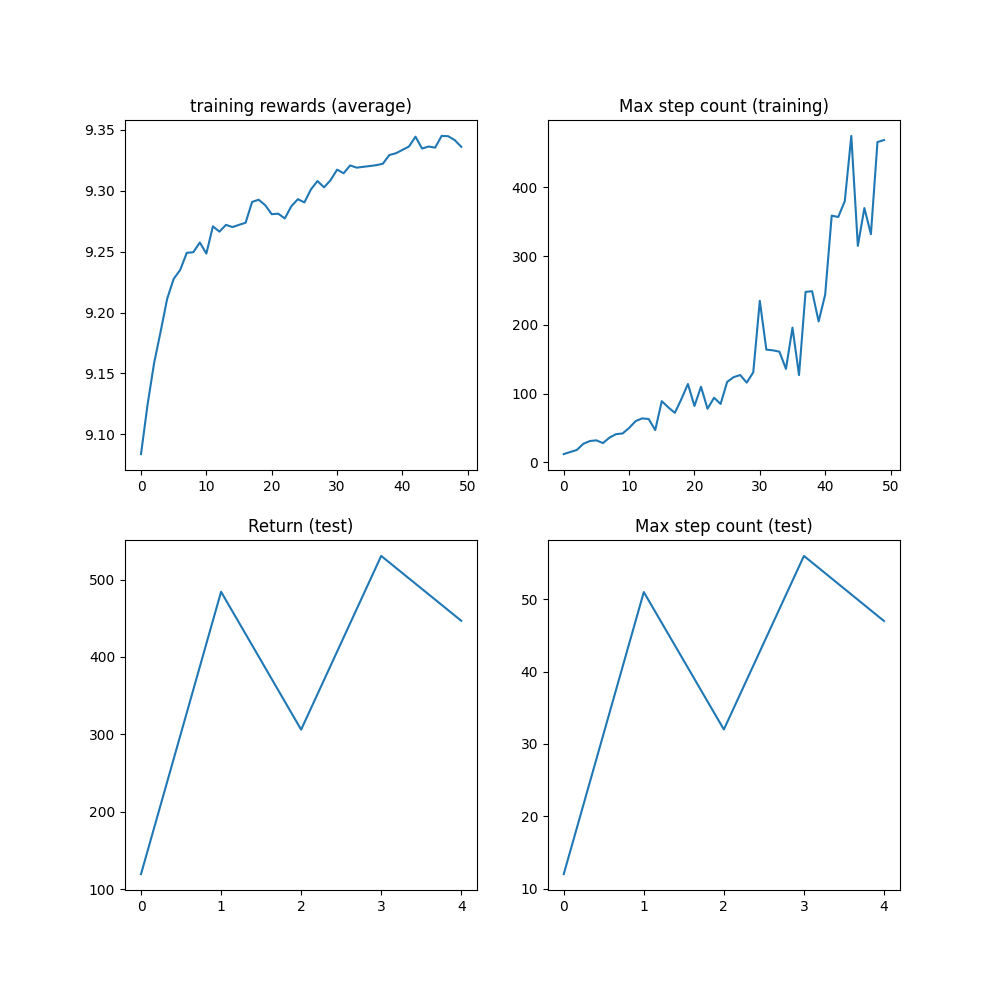 training rewards (average)
9.35
9.30
9.25
9.20
9.15
9.10
0 10 20 30 40 50
Max step count (training)
400
300
200
100
0
0 10 20 30 40 50
Return (test)
500
400
300
200
100
0 1 2 3 4
Max step count (test)
50
40
30
20
10
0 1 2 3 4